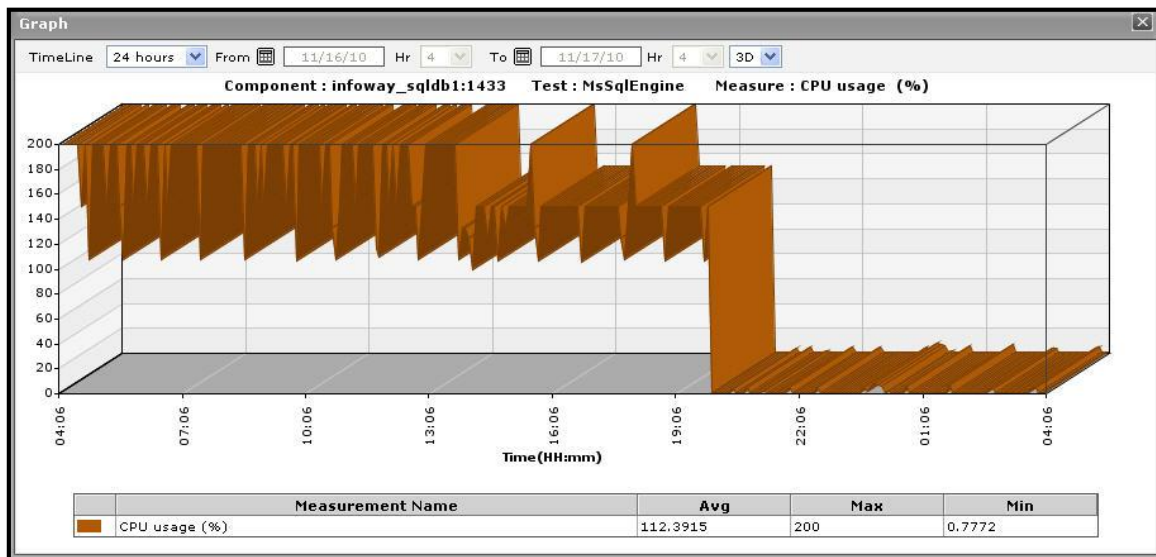 Graph
TimeLine 24 hours From 11/16/10 Hr 4 To 11/17/10 Hr 4 3D
Component : infoway_sqldb1:1433 Test : MsSqlEngine Measure : CPU usage (%)
200
180
160
140
120
100
80
60
40
20
0
04:06 07:06 10:06 13:06 16:06 19:06 22:06 01:06 04:06
Time(HH:mm)
Measurement Name Avg Max Min
CPU usage (%) 112.3915 200 0.7772